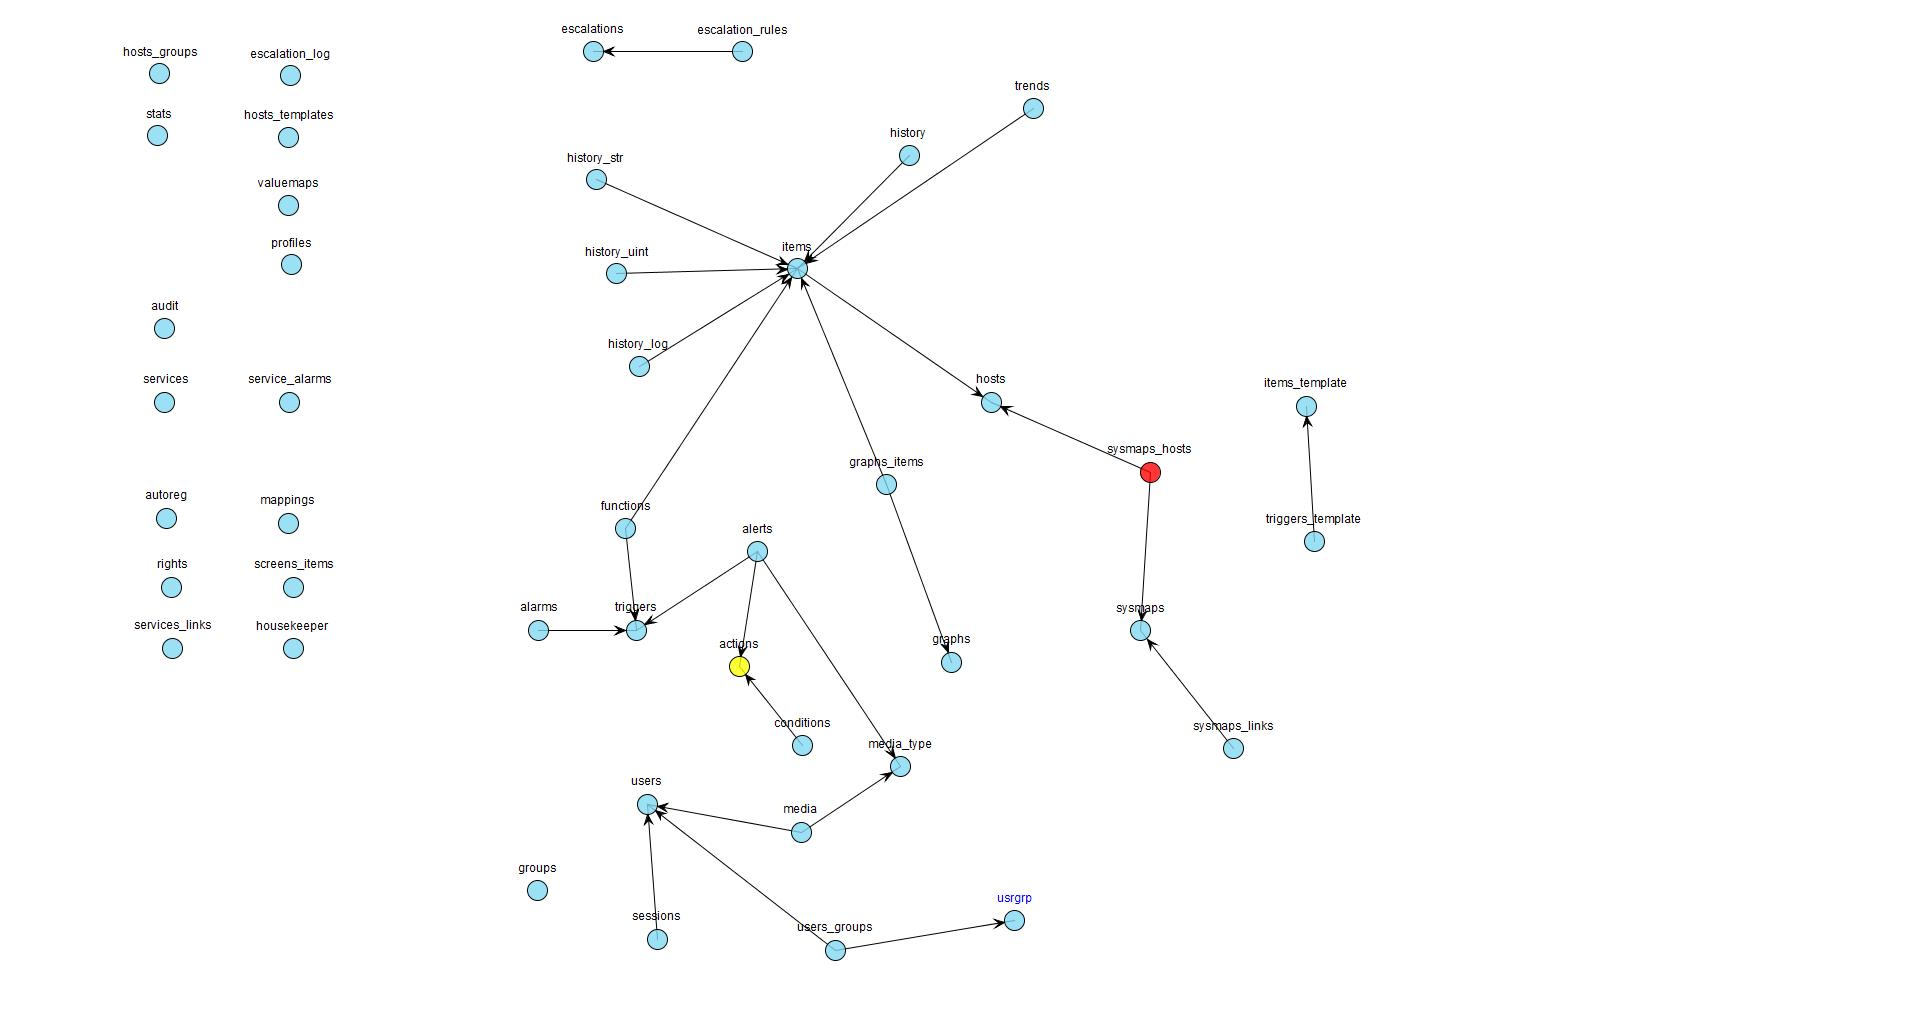 escalations
escalation_rules
hosts_groups
escalation_log
trends
stats
hosts_templates
history
history_str
valuemaps
profiles
items
history_uint
audit
history_log
services
service_alarms
hosts
items_template
sysmaps_hosts
graphs_items
autoreg
mappings
functions
triggers_template
alerts
rights
screens_items
alarms
triggers
sysmaps
services_links
housekeeper
actions
graphs
conditions
sysmaps_links
media_type
users
media
groups
usrgrp
sessions
users_groups